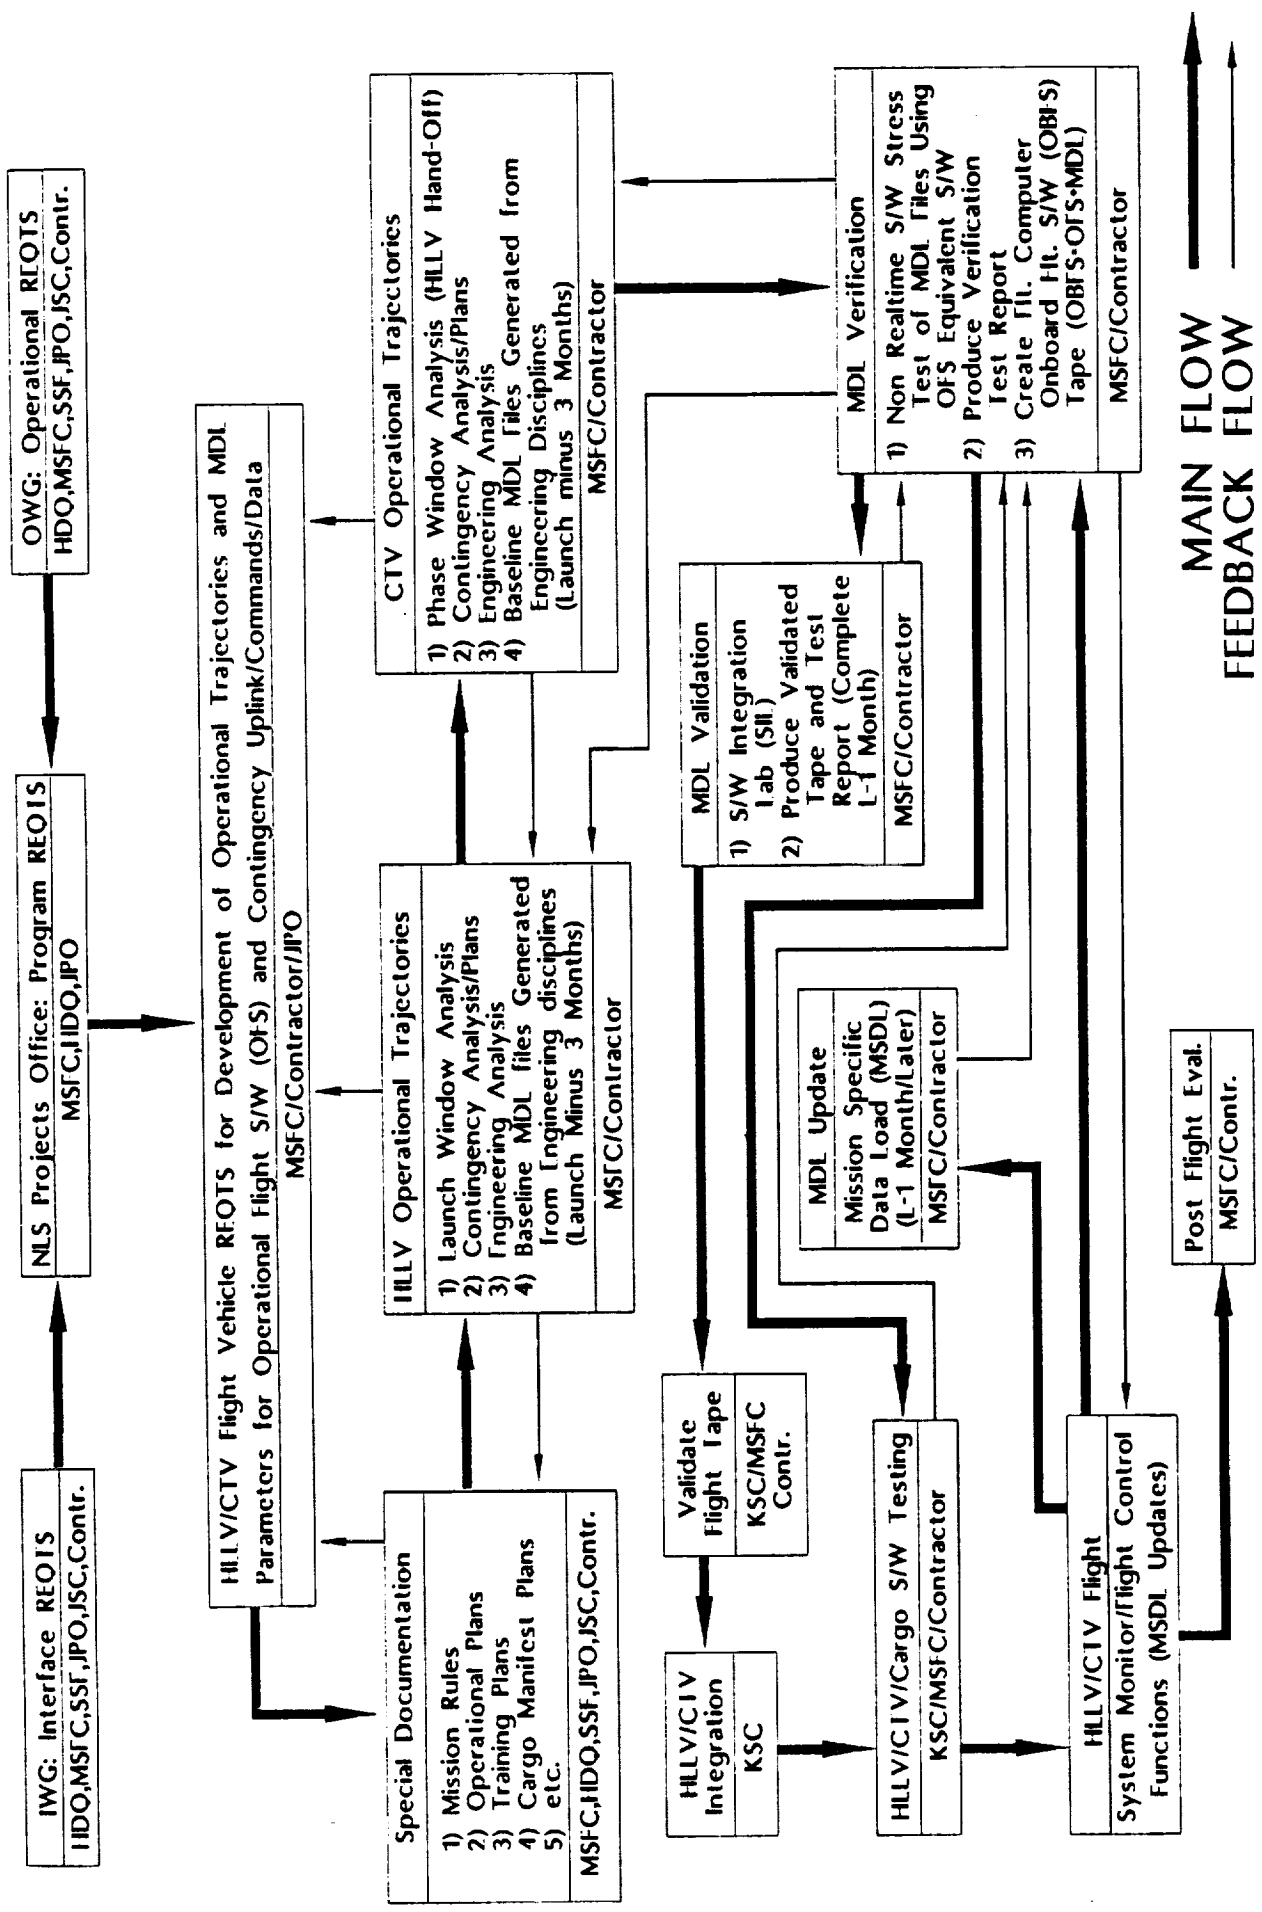 IWG: Interface REQTS
HDQ,MSFC,SSF,JPO,JSC,Contr.
NLS Projects Office: Program REQTS
MSFC,HDQ,JPO
OWG: Operational REQTS
HDQ,MSFC,SSF,JPO,JSC,Contr.
HLLV/CTV Flight Vehicle REQTS for Development of Operational Trajectories and MDL
Parameters for Operational Flight S/W (OFS) and Contingency Uplink/Commands/Data
MSFC/Contractor/JPO
Special Documentation
1) Mission Rules
2) Operational Plans
3) Training Plans
4) Cargo Manifest Plans
5) etc.
MSFC,HDQ,SSF,JPO,JSC,Contr.
HLLV Operational Trajectories
1) Launch Window Analysis
2) Contingency Analysis/Plans
3) Engineering Analysis
4) Baseline MDL files Generated
from Engineering disciplines
(Launch Minus 3 Months)
MSFC/Contractor
CTV Operational Trajectories
1) Phase Window Analysis (HLLV Hand-Off)
2) Contingency Analysis/Plans
3) Engineering Analysis
4) Baseline MDL Files Generated from
Engineering Disciplines
(Launch minus 3 Months)
MSFC/Contractor
Validate
Flight Tape
KSC/MSFC
Contr.
HLLV/CTV
Integration
KSC
MDL Validation
1) S/W Integration
Lab (SIL)
2) Produce Validated
Tape and Test
Report (Complete
L-1 Month)
MSFC/Contractor
MDL Verification
1) Non Realtime S/W Stress
Test of MDL Files Using
OFS Equivalent S/W
2) Produce Verification
Test Report
3) Create Flt. Computer
Onboard Flt. S/W (OBFS)
Tape (OBFS=OFS+MDL)
MSFC/Contractor
MDL Update
Mission Specific
Data Load (MSDL)
(L-1 Month/Later)
MSFC/Contractor
HLLV/CTV/Cargo S/W Testing
KSC/MSFC/Contractor
HLLV/CTV Flight
System Monitor/Flight Control
Functions (MSDL Updates)
Post Flight Eval.
MSFC/Contr.
MAIN FLOW
FEEDBACK FLOW